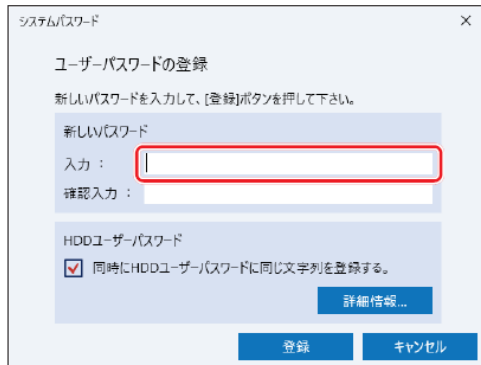 システムパスワード
ユーザーパスワードの登録
新しいパスワードを入力して、[登録]ボタンを押して下さい。
新しいパスワード
入力 :
確認入力 :
HDDユーザーパスワード
同時にHDDユーザーパスワードに同じ文字列を登録する。
詳細情報...
登録 キャンセル